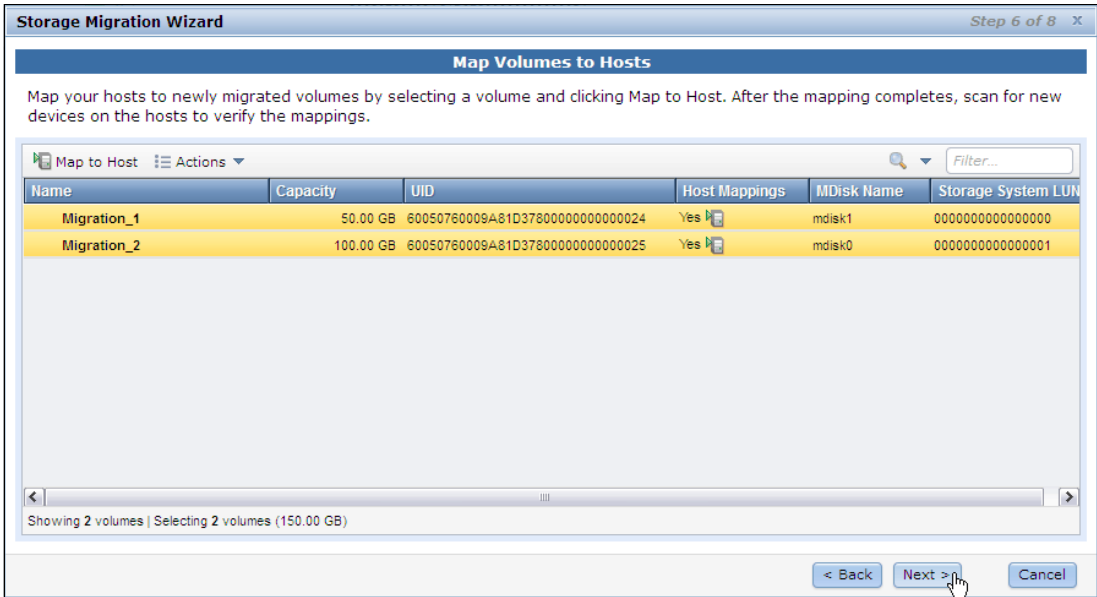 Storage Migration Wizard Step 6 of 8 X
Map Volumes to Hosts
Map your hosts to newly migrated volumes by selecting a volume and clicking Map to Host. After the mapping completes, scan for new
devices on the hosts to verify the mappings.
Map to Host Actions Filter...
Name Capacity UID Host Mappings MDisk Name Storage System LUN
Migration_1 50.00 GB 60050760009A81D37800000000000024 Yes mdisk1 0000000000000000
Migration_2 100.00 GB 60050760009A81D37800000000000025 Yes mdisk0 0000000000000001
Showing 2 volumes | Selecting 2 volumes (150.00 GB)
< Back Next > Cancel